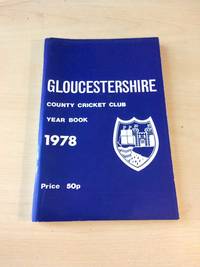 GLOUCESTERSHIRE
COUNTY CRICKET CLUB
YEAR BOOK
1978
Price 50p